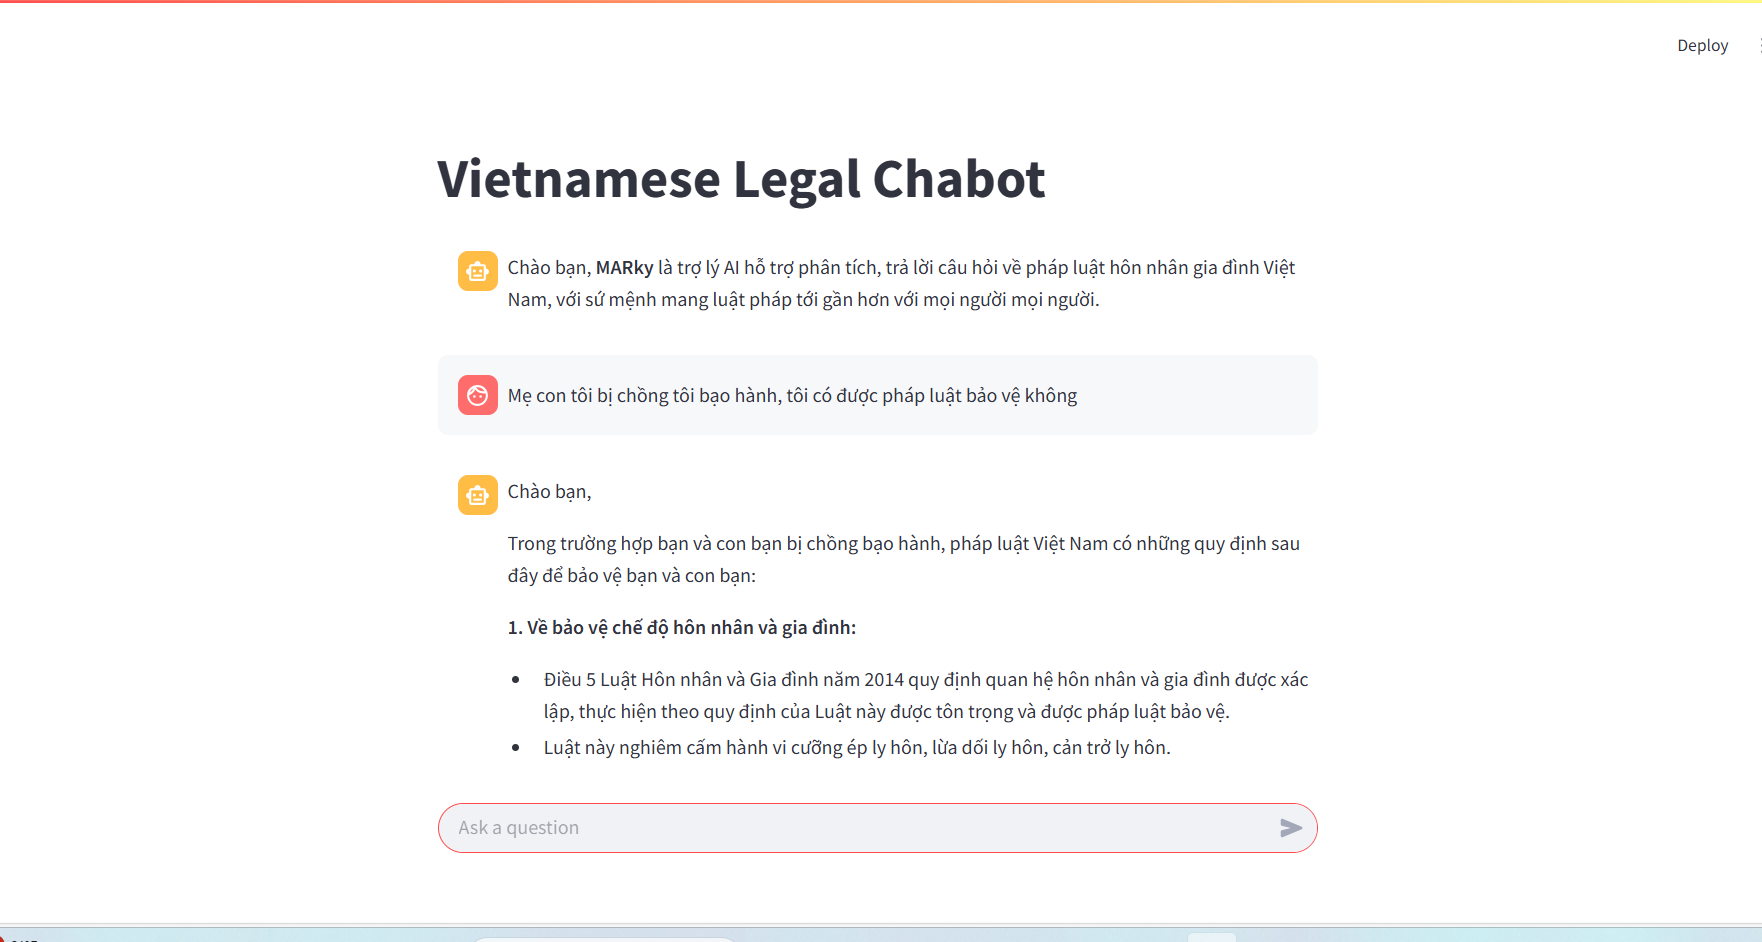 Deploy
Vietnamese Legal Chabot
Chào bạn, MARky là trợ lý AI hỗ trợ phân tích, trả lời câu hỏi về pháp luật hôn nhân gia đình Việt
Nam, với sứ mệnh mang luật pháp tới gần hơn với mọi người mọi người.
Mẹ con tôi bị chồng tôi bạo hành, tôi có được pháp luật bảo vệ không
Chào bạn,
Trong trường hợp bạn và con bạn bị chồng bạo hành, pháp luật Việt Nam có những quy định sau
đây để bảo vệ bạn và con bạn:
1. Về bảo vệ chế độ hôn nhân và gia đình:
Điều 5 Luật Hôn nhân và Gia đình năm 2014 quy định quan hệ hôn nhân và gia đình được xác
lập, thực hiện theo quy định của Luật này được tôn trọng và được pháp luật bảo vệ.
Luật này nghiêm cấm hành vi cưỡng ép ly hôn, lừa dối ly hôn, cản trở ly hôn.
Ask a question